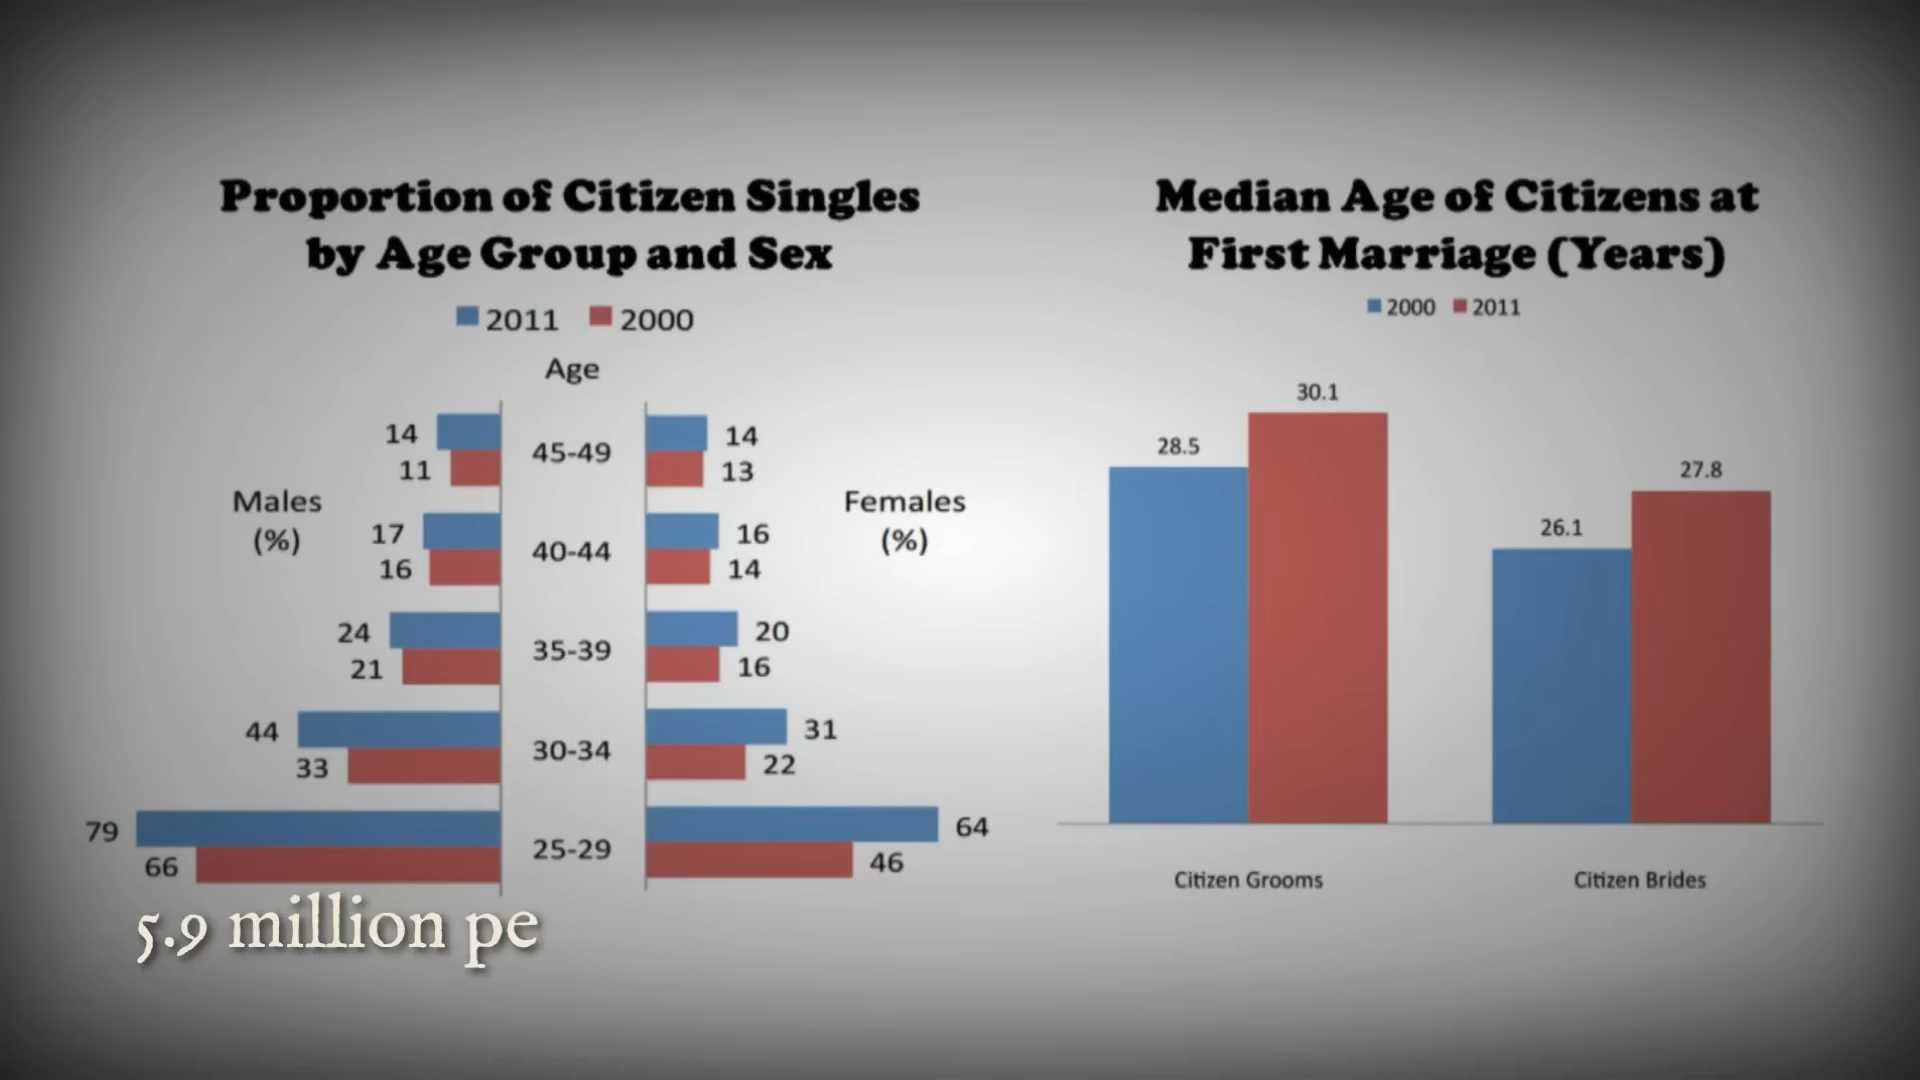 Proportion of Citizen Singles
by Age Group and Sex
2011 2000
Age
14 45-49 14
11 13
Males
(%)
Females
(%)
17 40-44 16
16 14
24 35-39 20
21 16
44 30-34 31
33 22
79 25-29 64
66 46
5.9 million pe
Median Age of Citizens at
First Marriage (Years)
2000 2011
28.5 30.1
26.1 27.8
Citizen Grooms Citizen Brides